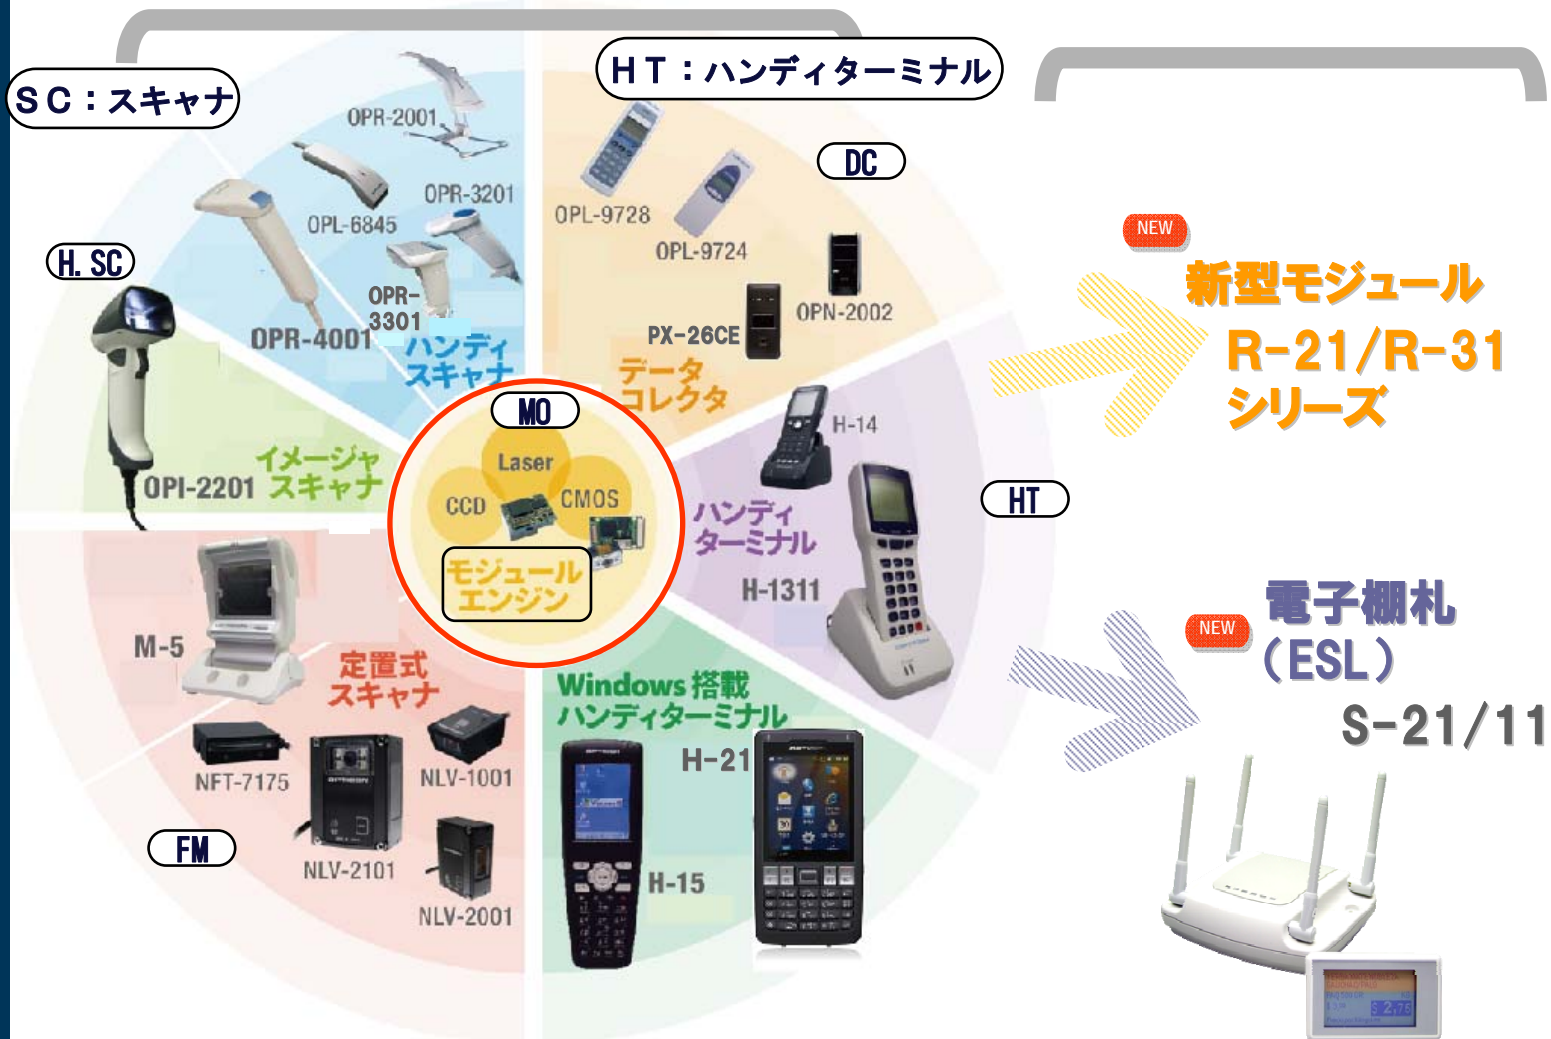 SC：スキャナ
HT：ハンディターミナル
OPR-2001
OPL-6845
OPR-3201
H.SC
OPR-
3301
OPR-4001
ハンディ
スキャナ
DC
OPL-9728
OPL-9724
OPN-2002
PX-26CE
データ
コレクタ
NEW
新型モジュール
R-21/R-31
シリーズ
OPI-2201
イメージャ
スキャナ
MO
Laser
CCD
CMOS
モジュール
エンジン
H-14
ハンディ
ターミナル
H-1311
HT
NEW
電子棚札
（ESL）
S-21/11
M-5
定置式
スキャナ
NFT-7175
NLV-1001
NLV-2101
NLV-2001
FM
Windows 搭載
ハンディターミナル
H-21
H-15
$ 2.75